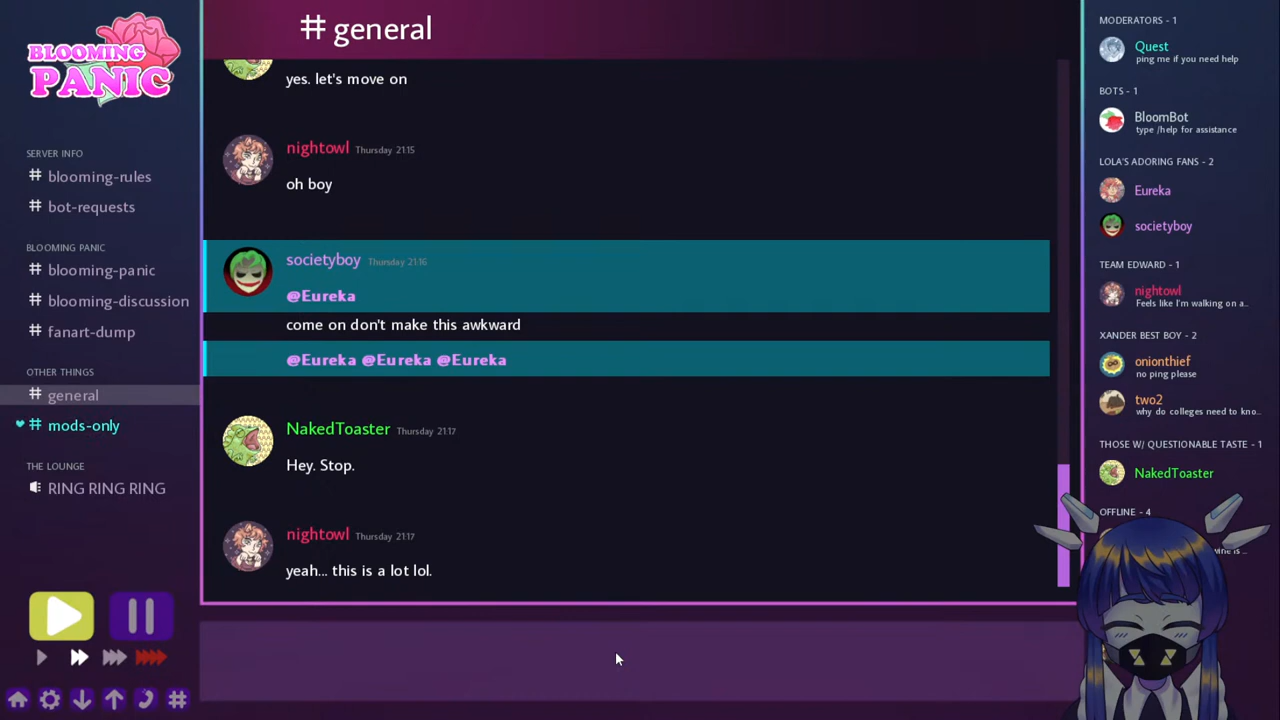 BLOOMING
PANIC
SERVER INFO
# blooming-rules
# bot-requests
BLOOMING PANIC
# blooming-panic
# blooming-discussion
# fanart-dump
OTHER THINGS
# general
# mods-only
THE LOUNGE
RING RING RING
# general
yes. let's move on
nightowl Thursday 21:15
oh boy
societyboy Thursday 21:16
@Eureka
come on don't make this awkward
@Eureka @Eureka @Eureka
NakedToaster Thursday 21:17
Hey. Stop.
nightowl Thursday 21:17
yeah... this is a lot lol.
MODERATORS - 1
Quest
ping me if you need help
BOTS - 1
BloomBot
type /help for assistance
LOLA'S ADORING FANS - 2
Eureka
societyboy
TEAM EDWARD - 1
nightowl
Feels like I'm walking on a..
XANDER BEST BOY - 2
onionthief
no ping please
two2
why do colleges need to kno..
THOSE W/ QUESTIONABLE TASTE - 1
NakedToaster
OFFLINE - 4